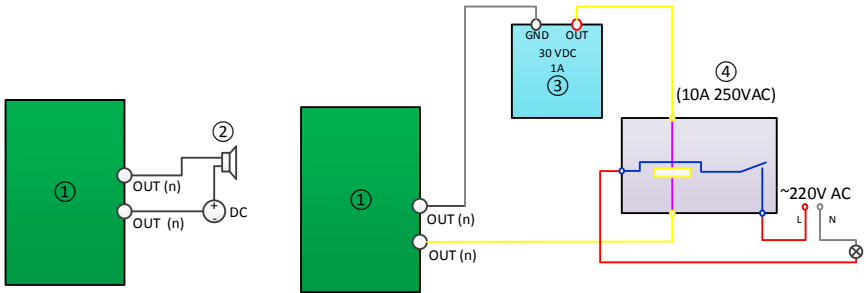 ①
②
OUT (n)
OUT (n)
+
-
DC
①
OUT (n)
OUT (n)
GND OUT
30 VDC
1A
③
④
(10A 250VAC)
~220V AC
L N